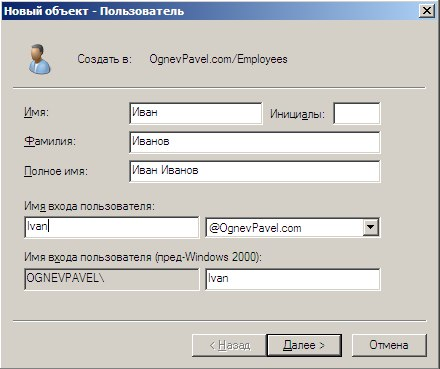 Новый объект - Пользователь
Создать в: OgnevPavel.com/Employees
Имя: Иван Инициалы:
Фамилия: Иванов
Полное имя: Иван Иванов
Имя входа пользователя:
Ivan @OgnevPavel.com
Имя входа пользователя (пред-Windows 2000):
OGNEVPAVEL\ Ivan
< Назад Далее > Отмена